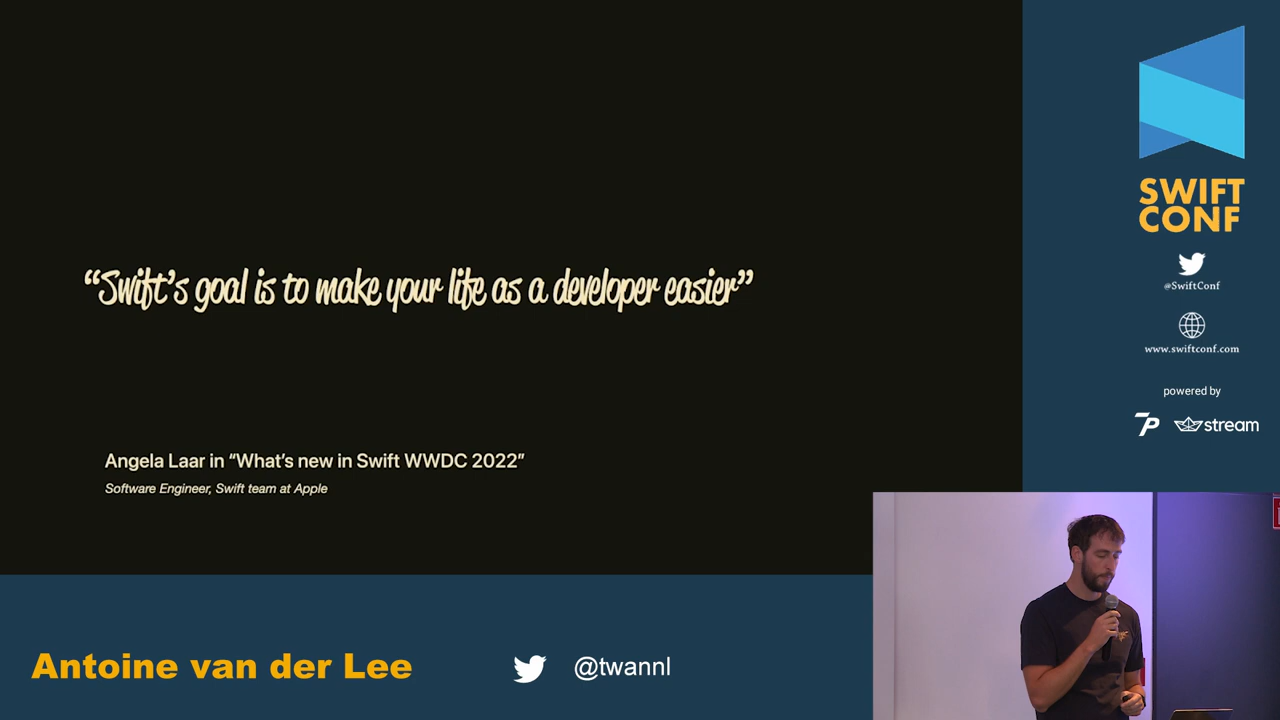 “Swift’s goal is to make your life as a developer easier”
Angela Laar in “What’s new in Swift WWDC 2022”
Software Engineer, Swift team at Apple
SWIFT
CONF
@SwiftConf
www.swiftconf.com
powered by
7P stream
Antoine van der Lee
@twannl